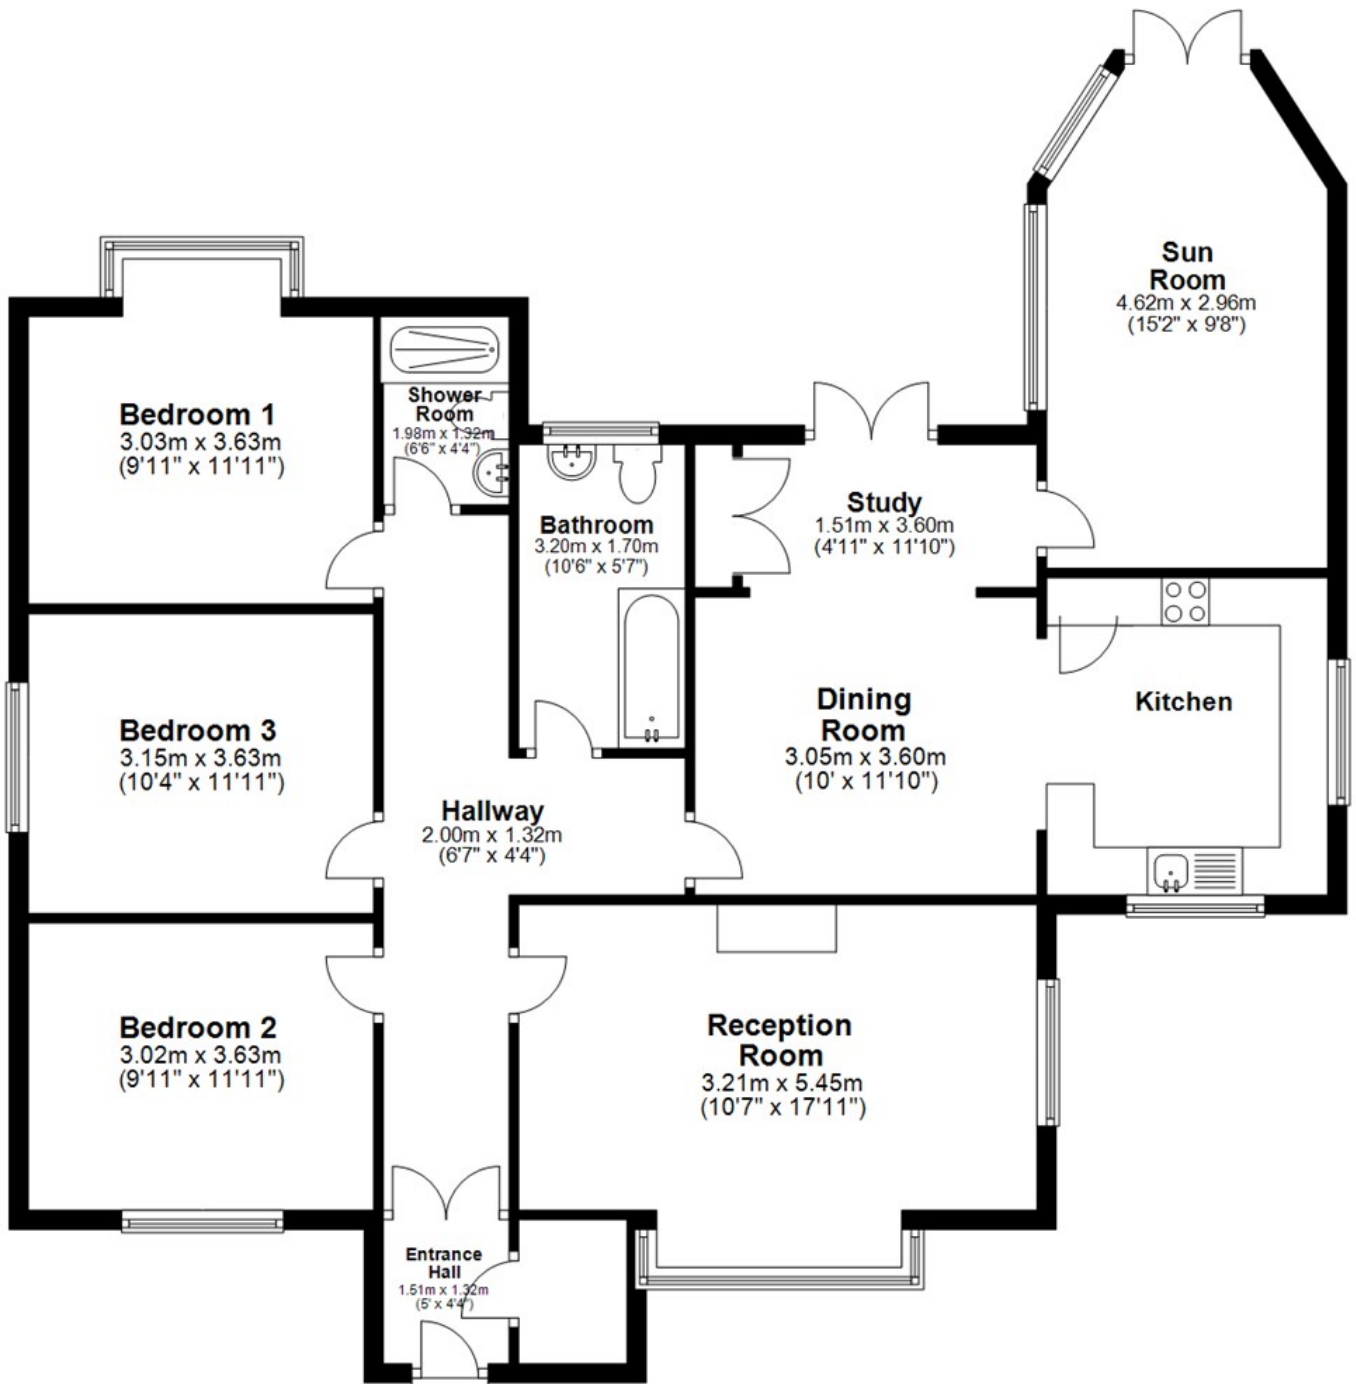 Sun
Room
4.62m x 2.96m
(15'2" x 9'8")
Bedroom 1
3.03m x 3.63m
(9'11" x 11'11")
Shower
Room
1.98m x 1.32m
(6'6" x 4'4")
Bathroom
3.20m x 1.70m
(10'6" x 5'7")
Study
1.51m x 3.60m
(4'11" x 11'10")
Bedroom 3
3.15m x 3.63m
(10'4" x 11'11")
Dining
Room
3.05m x 3.60m
(10' x 11'10")
Kitchen
Hallway
2.00m x 1.32m
(6'7" x 4'4")
Bedroom 2
3.02m x 3.63m
(9'11" x 11'11")
Reception
Room
3.21m x 5.45m
(10'7" x 17'11")
Entrance
Hall
1.51m x 1.32m
(5' x 4'4")